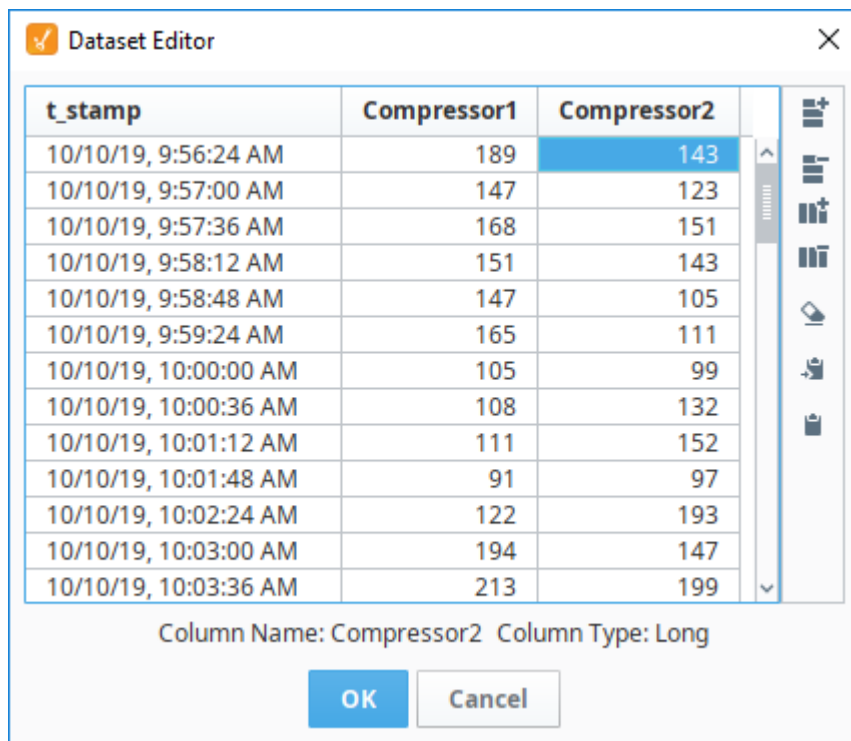 Dataset Editor
t_stamp Compressor1 Compressor2
10/10/19, 9:56:24 AM 189 143
10/10/19, 9:57:00 AM 147 123
10/10/19, 9:57:36 AM 168 151
10/10/19, 9:58:12 AM 151 143
10/10/19, 9:58:48 AM 147 105
10/10/19, 9:59:24 AM 165 111
10/10/19, 10:00:00 AM 105 99
10/10/19, 10:00:36 AM 108 132
10/10/19, 10:01:12 AM 111 152
10/10/19, 10:01:48 AM 91 97
10/10/19, 10:02:24 AM 122 193
10/10/19, 10:03:00 AM 194 147
10/10/19, 10:03:36 AM 213 199
Column Name: Compressor2 Column Type: Long
OK Cancel